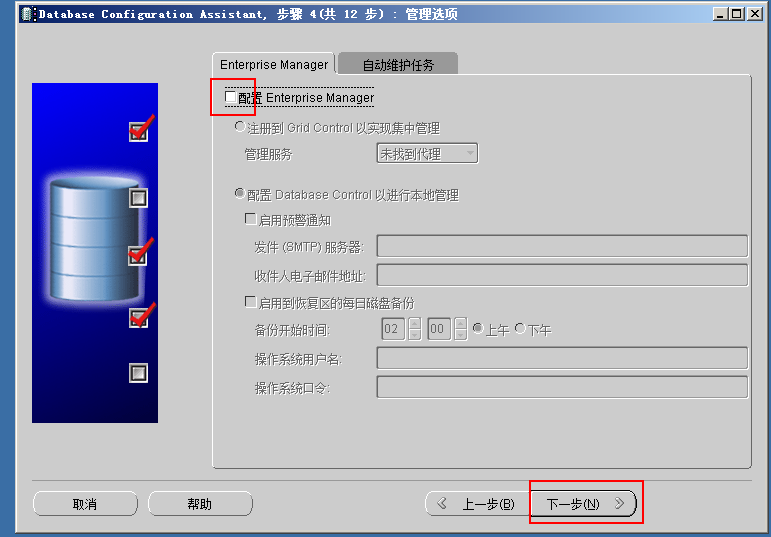 Database Configuration Assistant, 步骤 4(共 12 步) : 管理选项
Enterprise Manager 自动维护任务
配置 Enterprise Manager
注册到 Grid Control 以实现集中管理
管理服务 未找到代理
配置 Database Control 以进行本地管理
启用预警通知
发件 (SMTP) 服务器:
收件人电子邮件地址:
启用到恢复区的每日磁盘备份
备份开始时间: 02 00 上午 下午
操作系统用户名:
操作系统口令:
取消 帮助 上一步(B) 下一步(N)